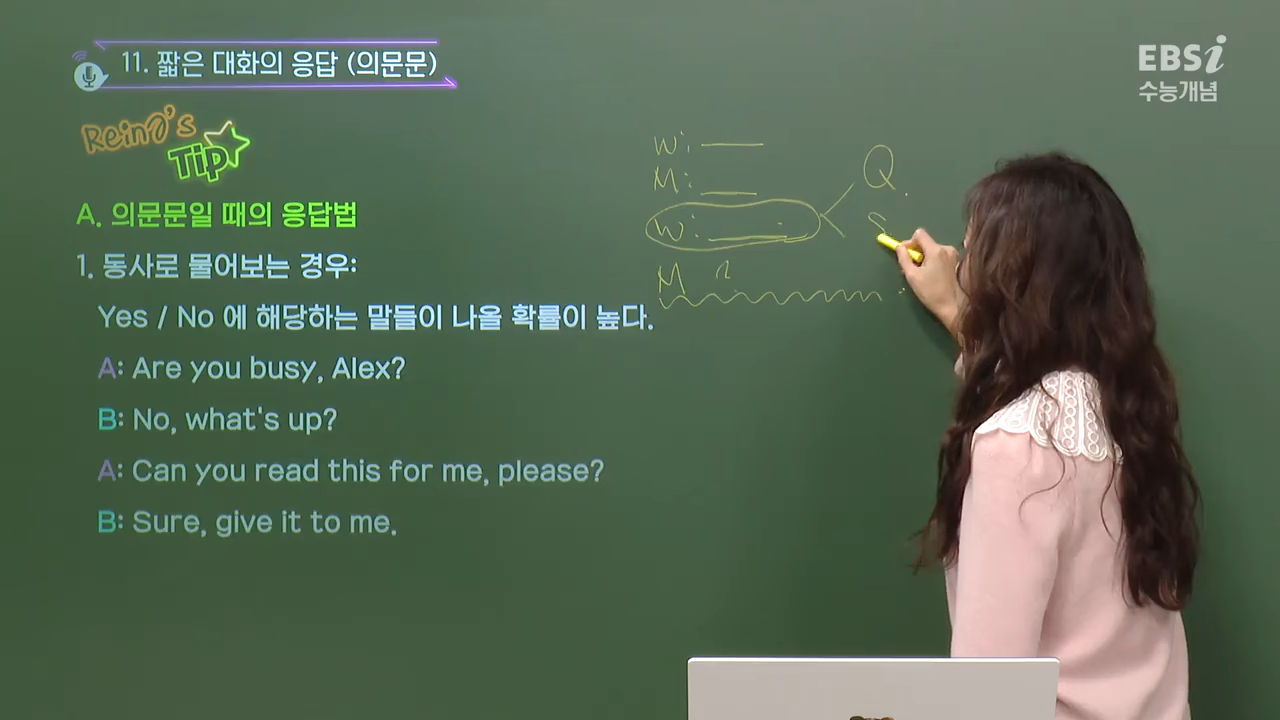 11. 짧은 대화의 응답 (의문문)
EBSi
수능개념
Reina's
Tip
A. 의문문일 때의 응답법
1. 동사로 물어보는 경우:
Yes / No 에 해당하는 말들이 나올 확률이 높다.
A: Are you busy, Alex?
B: No, what's up?
A: Can you read this for me, please?
B: Sure, give it to me.
W:
M:
W:
M
Q.
S